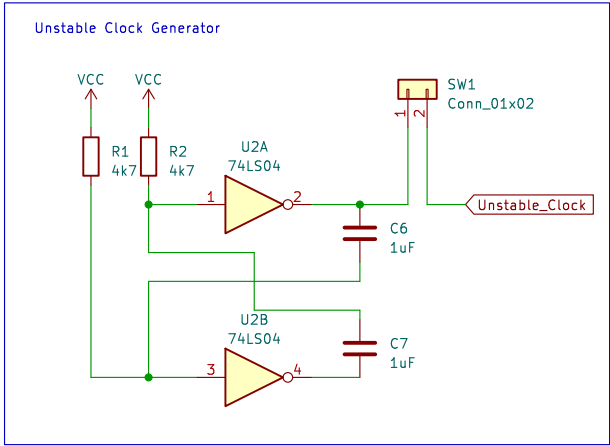 Unstable Clock Generator
VCC
VCC
SW1
Conn_01x02
1
2
R1
4k7
R2
4k7
U2A
74LS04
1
2
Unstable_Clock
C6
1uF
U2B
74LS04
3
4
C7
1uF